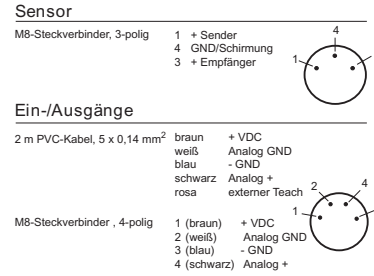 Sensor
M8-Steckverbinder, 3-polig
1 + Sender
4 GND/Schirmung
3 + Empfänger
4
1
Ein-/Ausgänge
2 m PVC-Kabel, 5 x 0,14 mm²
braun + VDC
weiß Analog GND
blau - GND
schwarz Analog +
rosa externer Teach
2 4
1
M8-Steckverbinder , 4-polig
1 (braun) + VDC
2 (weiß) Analog GND
3 (blau) - GND
4 (schwarz) Analog +